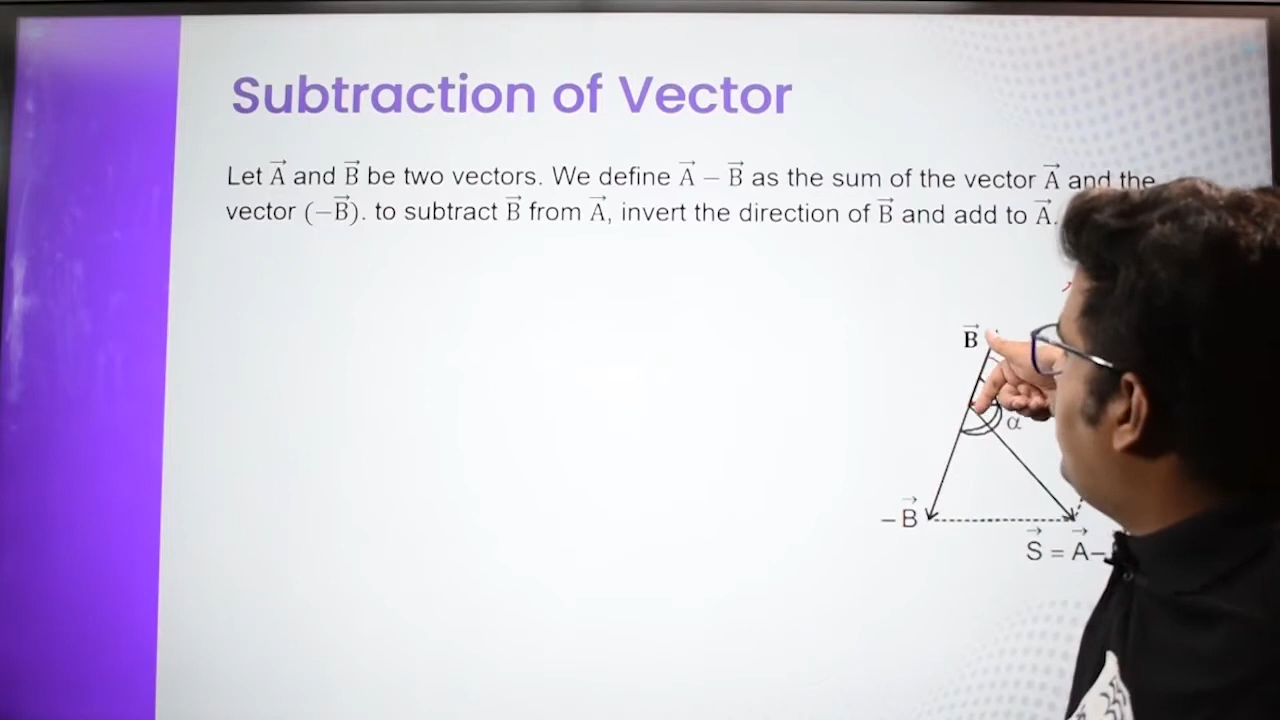 Subtraction of Vector
Let A⃗ and B⃗ be two vectors. We define A⃗ – B⃗ as the sum of the vector A⃗ and the
vector (–B⃗). to subtract B⃗ from A⃗, invert the direction of B⃗ and add to A⃗.
B⃗
α
–B⃗
S⃗ = A⃗–